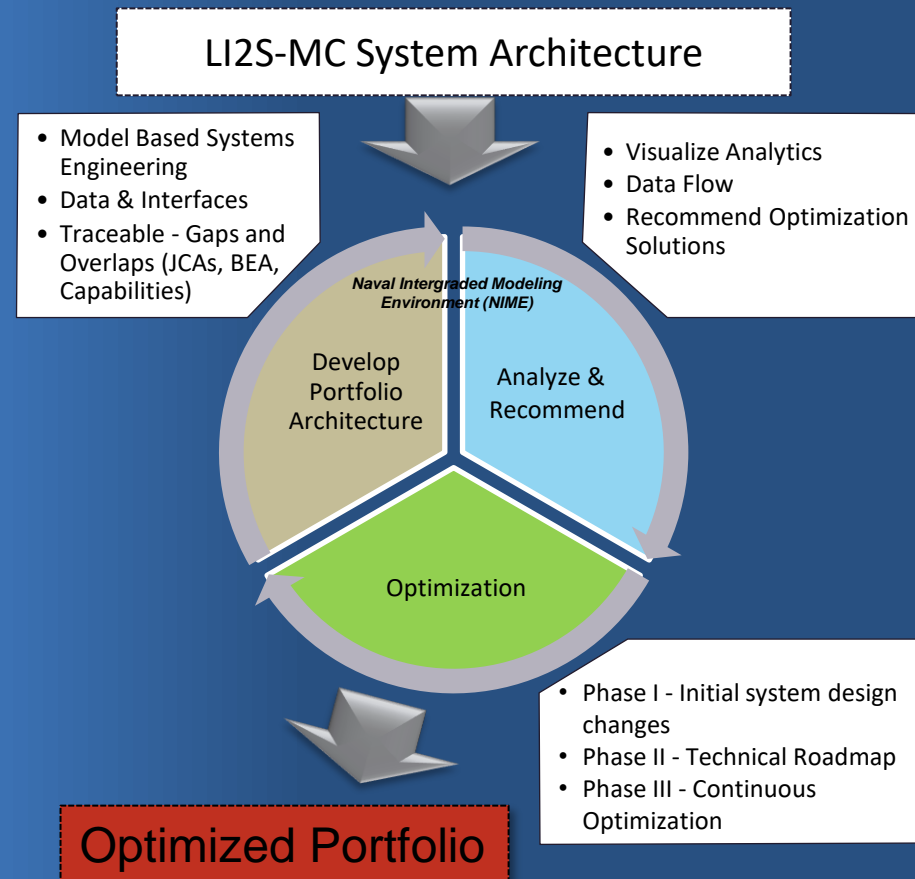 LI2S-MC System Architecture
• Model Based Systems
Engineering
• Data & Interfaces
• Traceable - Gaps and
Overlaps (JCAs, BEA,
Capabilities)
• Visualize Analytics
• Data Flow
• Recommend Optimization
Solutions
Naval Intergraded Modeling
Environment (NIME)
Develop
Portfolio
Architecture
Analyze &
Recommend
Optimization
• Phase I - Initial system design
changes
• Phase II - Technical Roadmap
• Phase III - Continuous
Optimization
Optimized Portfolio